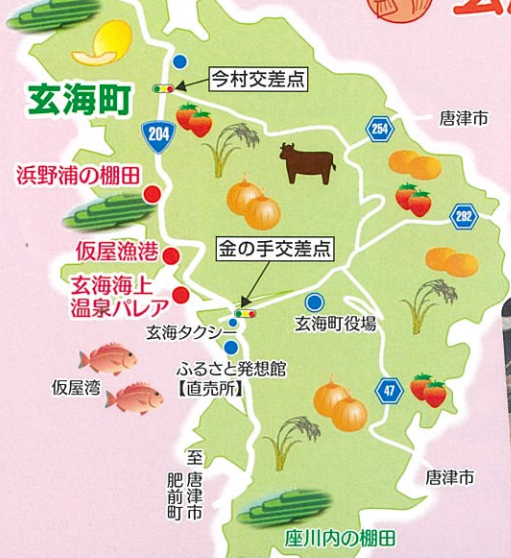 今村交差点
玄海町
204
254
唐津市
浜野浦の棚田
292
仮屋漁港
金の手交差点
玄海海上
温泉パレア
玄海町役場
玄海タクシー
ふるさと発想館
【直売所】
仮屋湾
47
至唐津市
肥前町
唐津市
座川内の棚田